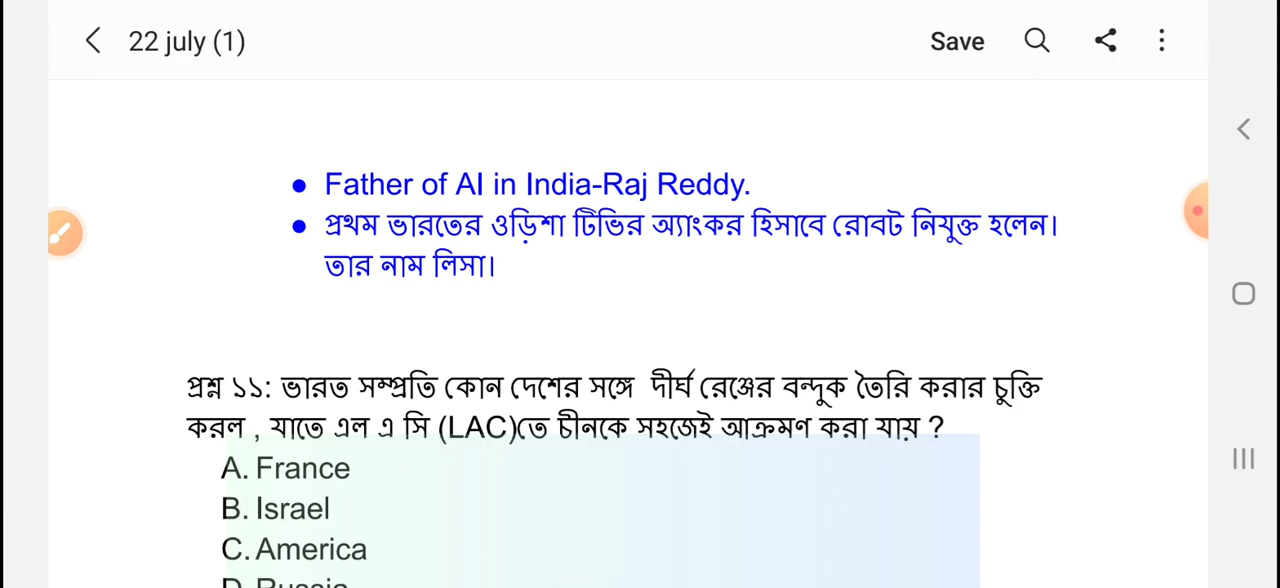 22 july (1)
Save
● Father of AI in India-Raj Reddy.
● প্রথম ভারতের ওড়িশা টিভির অ্যাংকর হিসাবে রোবট নিযুক্ত হলেন।
তার নাম লিসা।
প্রশ্ন ১১: ভারত সম্প্রতি কোন দেশের সঙ্গে দীর্ঘ রেঞ্জের বন্দুক তৈরি করার চুক্তি
করল , যাতে এল এ সি (LAC)তে চীনকে সহজেই আক্রমণ করা যায় ?
A. France
B. Israel
C. America
D. Russia